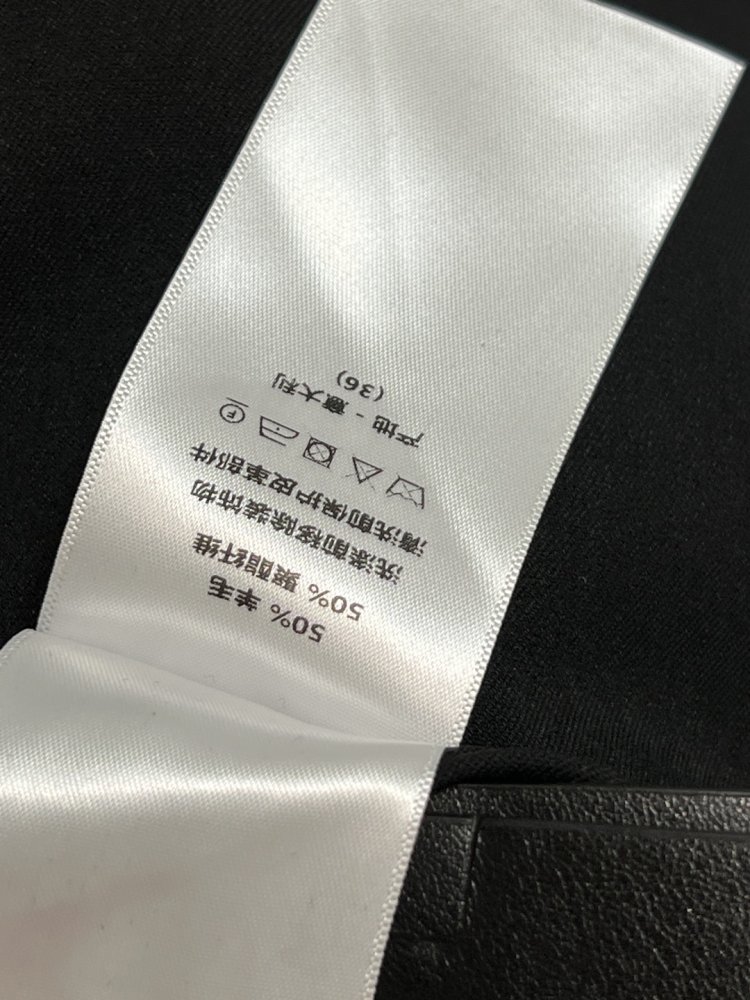 50% 羊毛
50% 聚酯纤维
洗涤前移除装饰物
清洗前保护皮革部件
F
产地 - 意大利
(36)